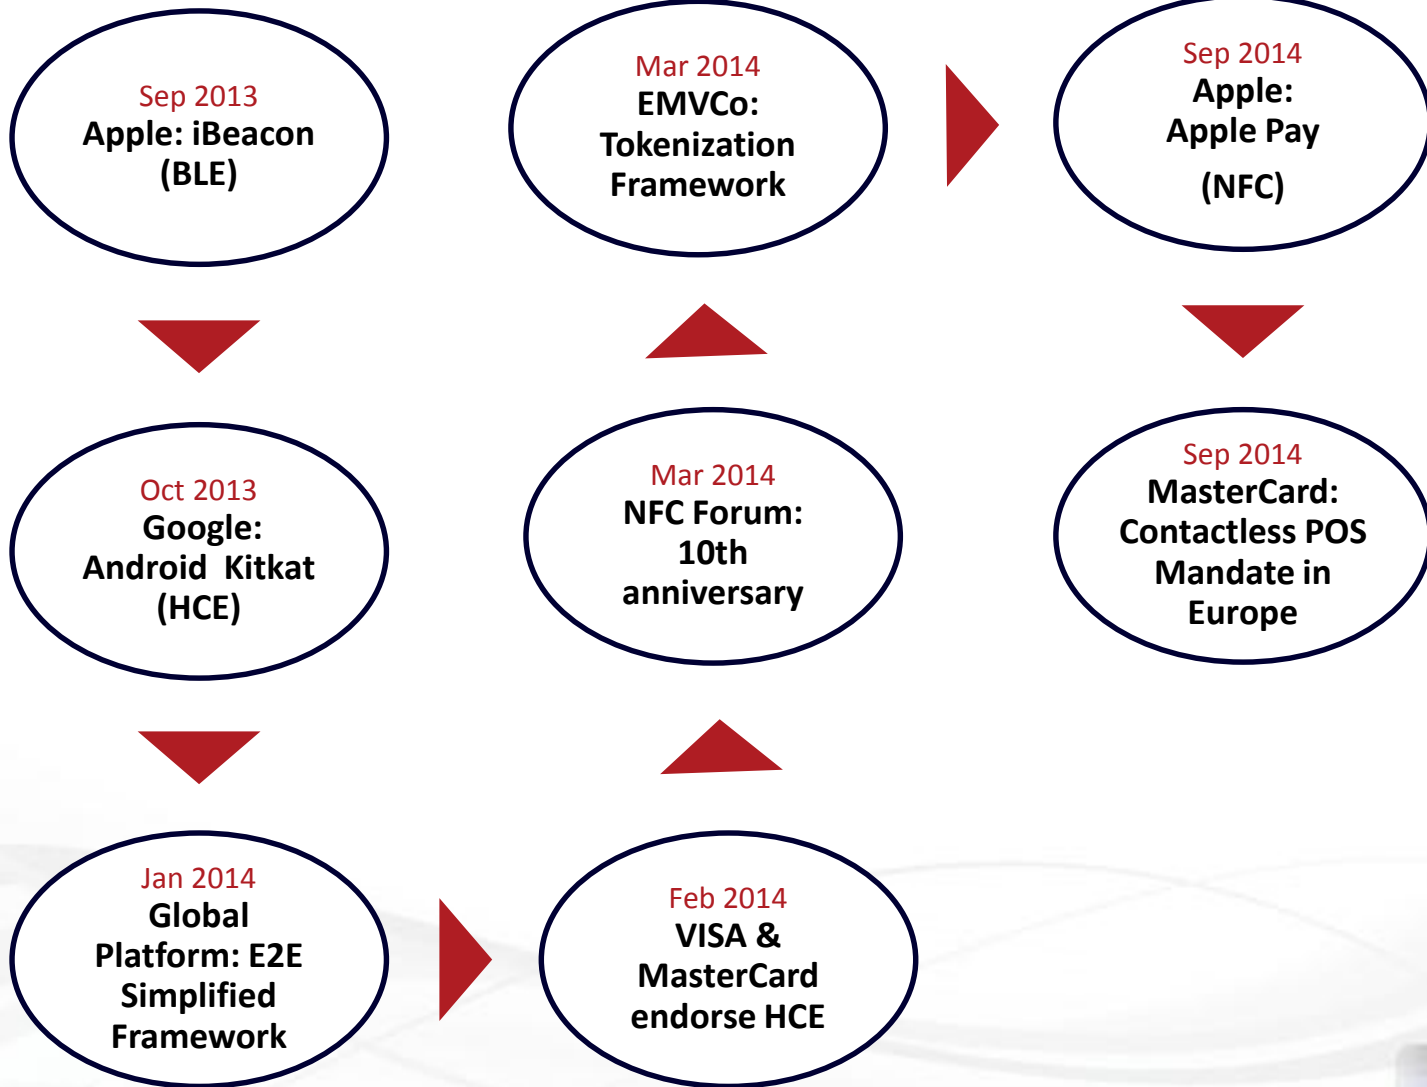 Sep 2013
Apple: iBeacon
(BLE)
Oct 2013
Google:
Android  Kitkat
(HCE)
Jan 2014
Global
Platform: E2E
Simplified
Framework
Feb 2014
VISA &
MasterCard
endorse HCE
Mar 2014
NFC Forum:
10th
anniversary
Mar 2014
EMVCo:
Tokenization
Framework
Sep 2014
Apple:
Apple Pay
(NFC)
Sep 2014
MasterCard:
Contactless POS
Mandate in
Europe